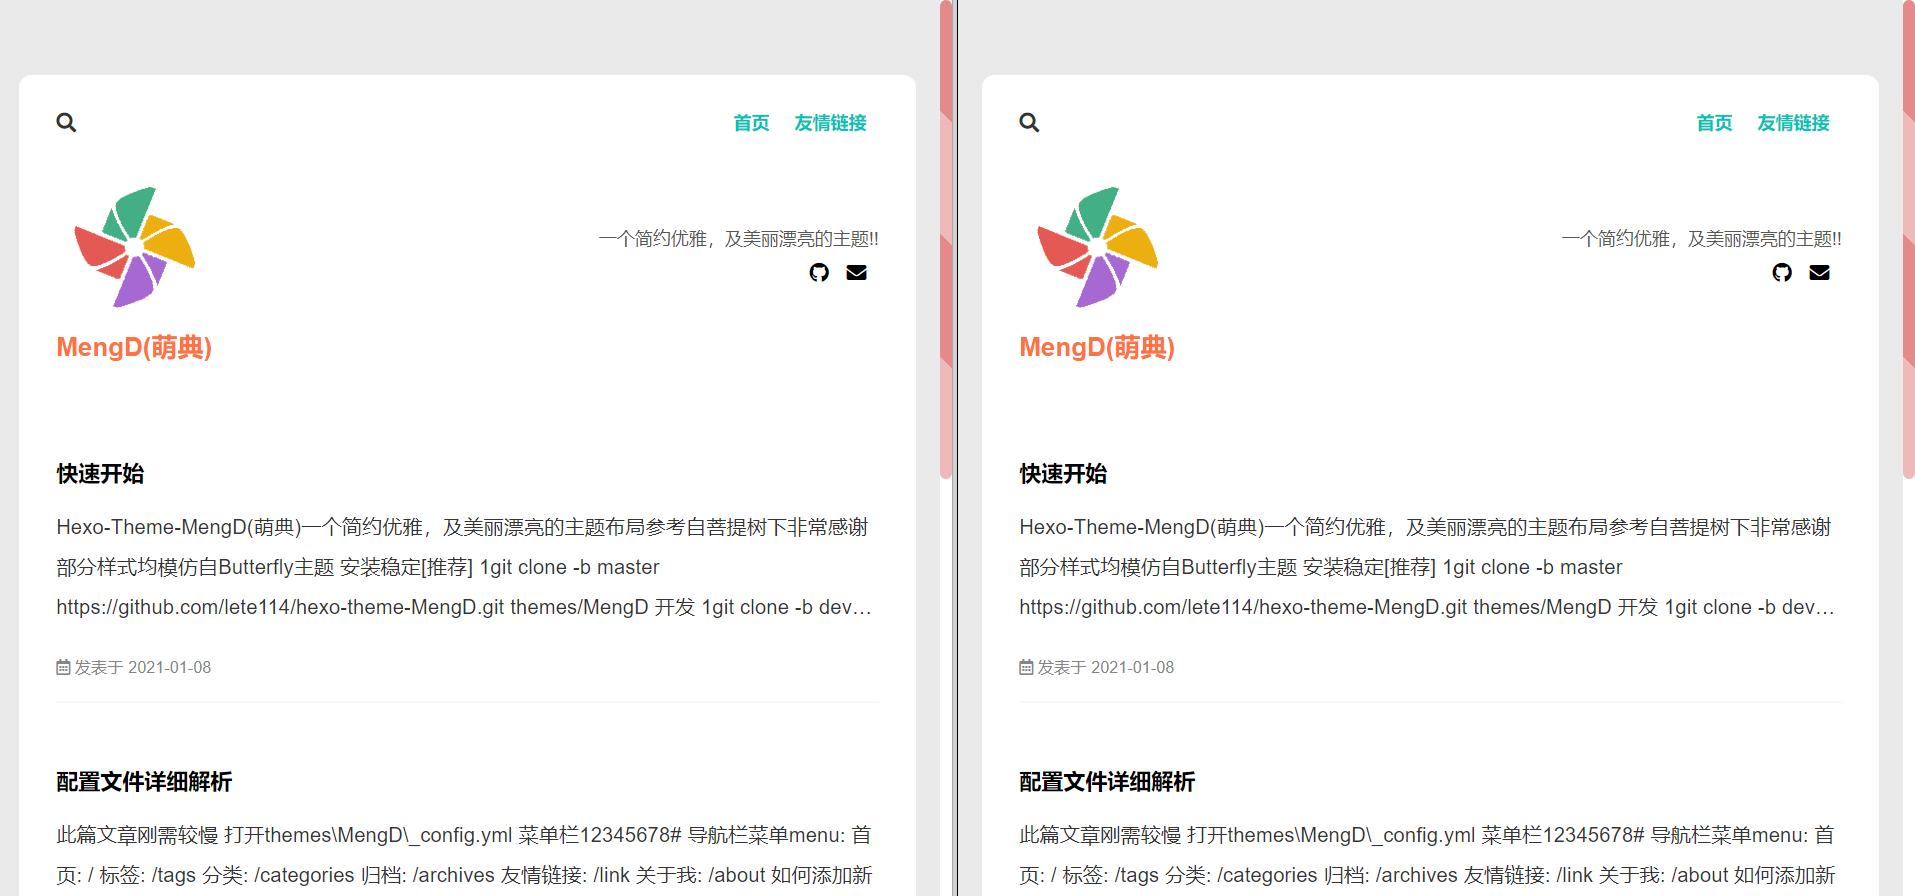 首页 友情链接
一个简约优雅，及美丽漂亮的主题!!
MengD(萌典)
快速开始
Hexo-Theme-MengD(萌典)一个简约优雅，及美丽漂亮的主题布局参考自菩提树下非常感谢
部分样式均模仿自Butterfly主题 安装稳定[推荐] 1git clone -b master
https://github.com/lete114/hexo-theme-MengD.git themes/MengD 开发 1git clone -b dev…
发表于 2021-01-08
配置文件详细解析
此篇文章刚需较慢 打开themes\MengD\_config.yml 菜单栏12345678# 导航栏菜单menu: 首
页: / 标签: /tags 分类: /categories 归档: /archives 友情链接: /link 关于我: /about 如何添加新
首页 友情链接
一个简约优雅，及美丽漂亮的主题!!
MengD(萌典)
快速开始
Hexo-Theme-MengD(萌典)一个简约优雅，及美丽漂亮的主题布局参考自菩提树下非常感谢
部分样式均模仿自Butterfly主题 安装稳定[推荐] 1git clone -b master
https://github.com/lete114/hexo-theme-MengD.git themes/MengD 开发 1git clone -b dev…
发表于 2021-01-08
配置文件详细解析
此篇文章刚需较慢 打开themes\MengD\_config.yml 菜单栏12345678# 导航栏菜单menu: 首
页: / 标签: /tags 分类: /categories 归档: /archives 友情链接: /link 关于我: /about 如何添加新